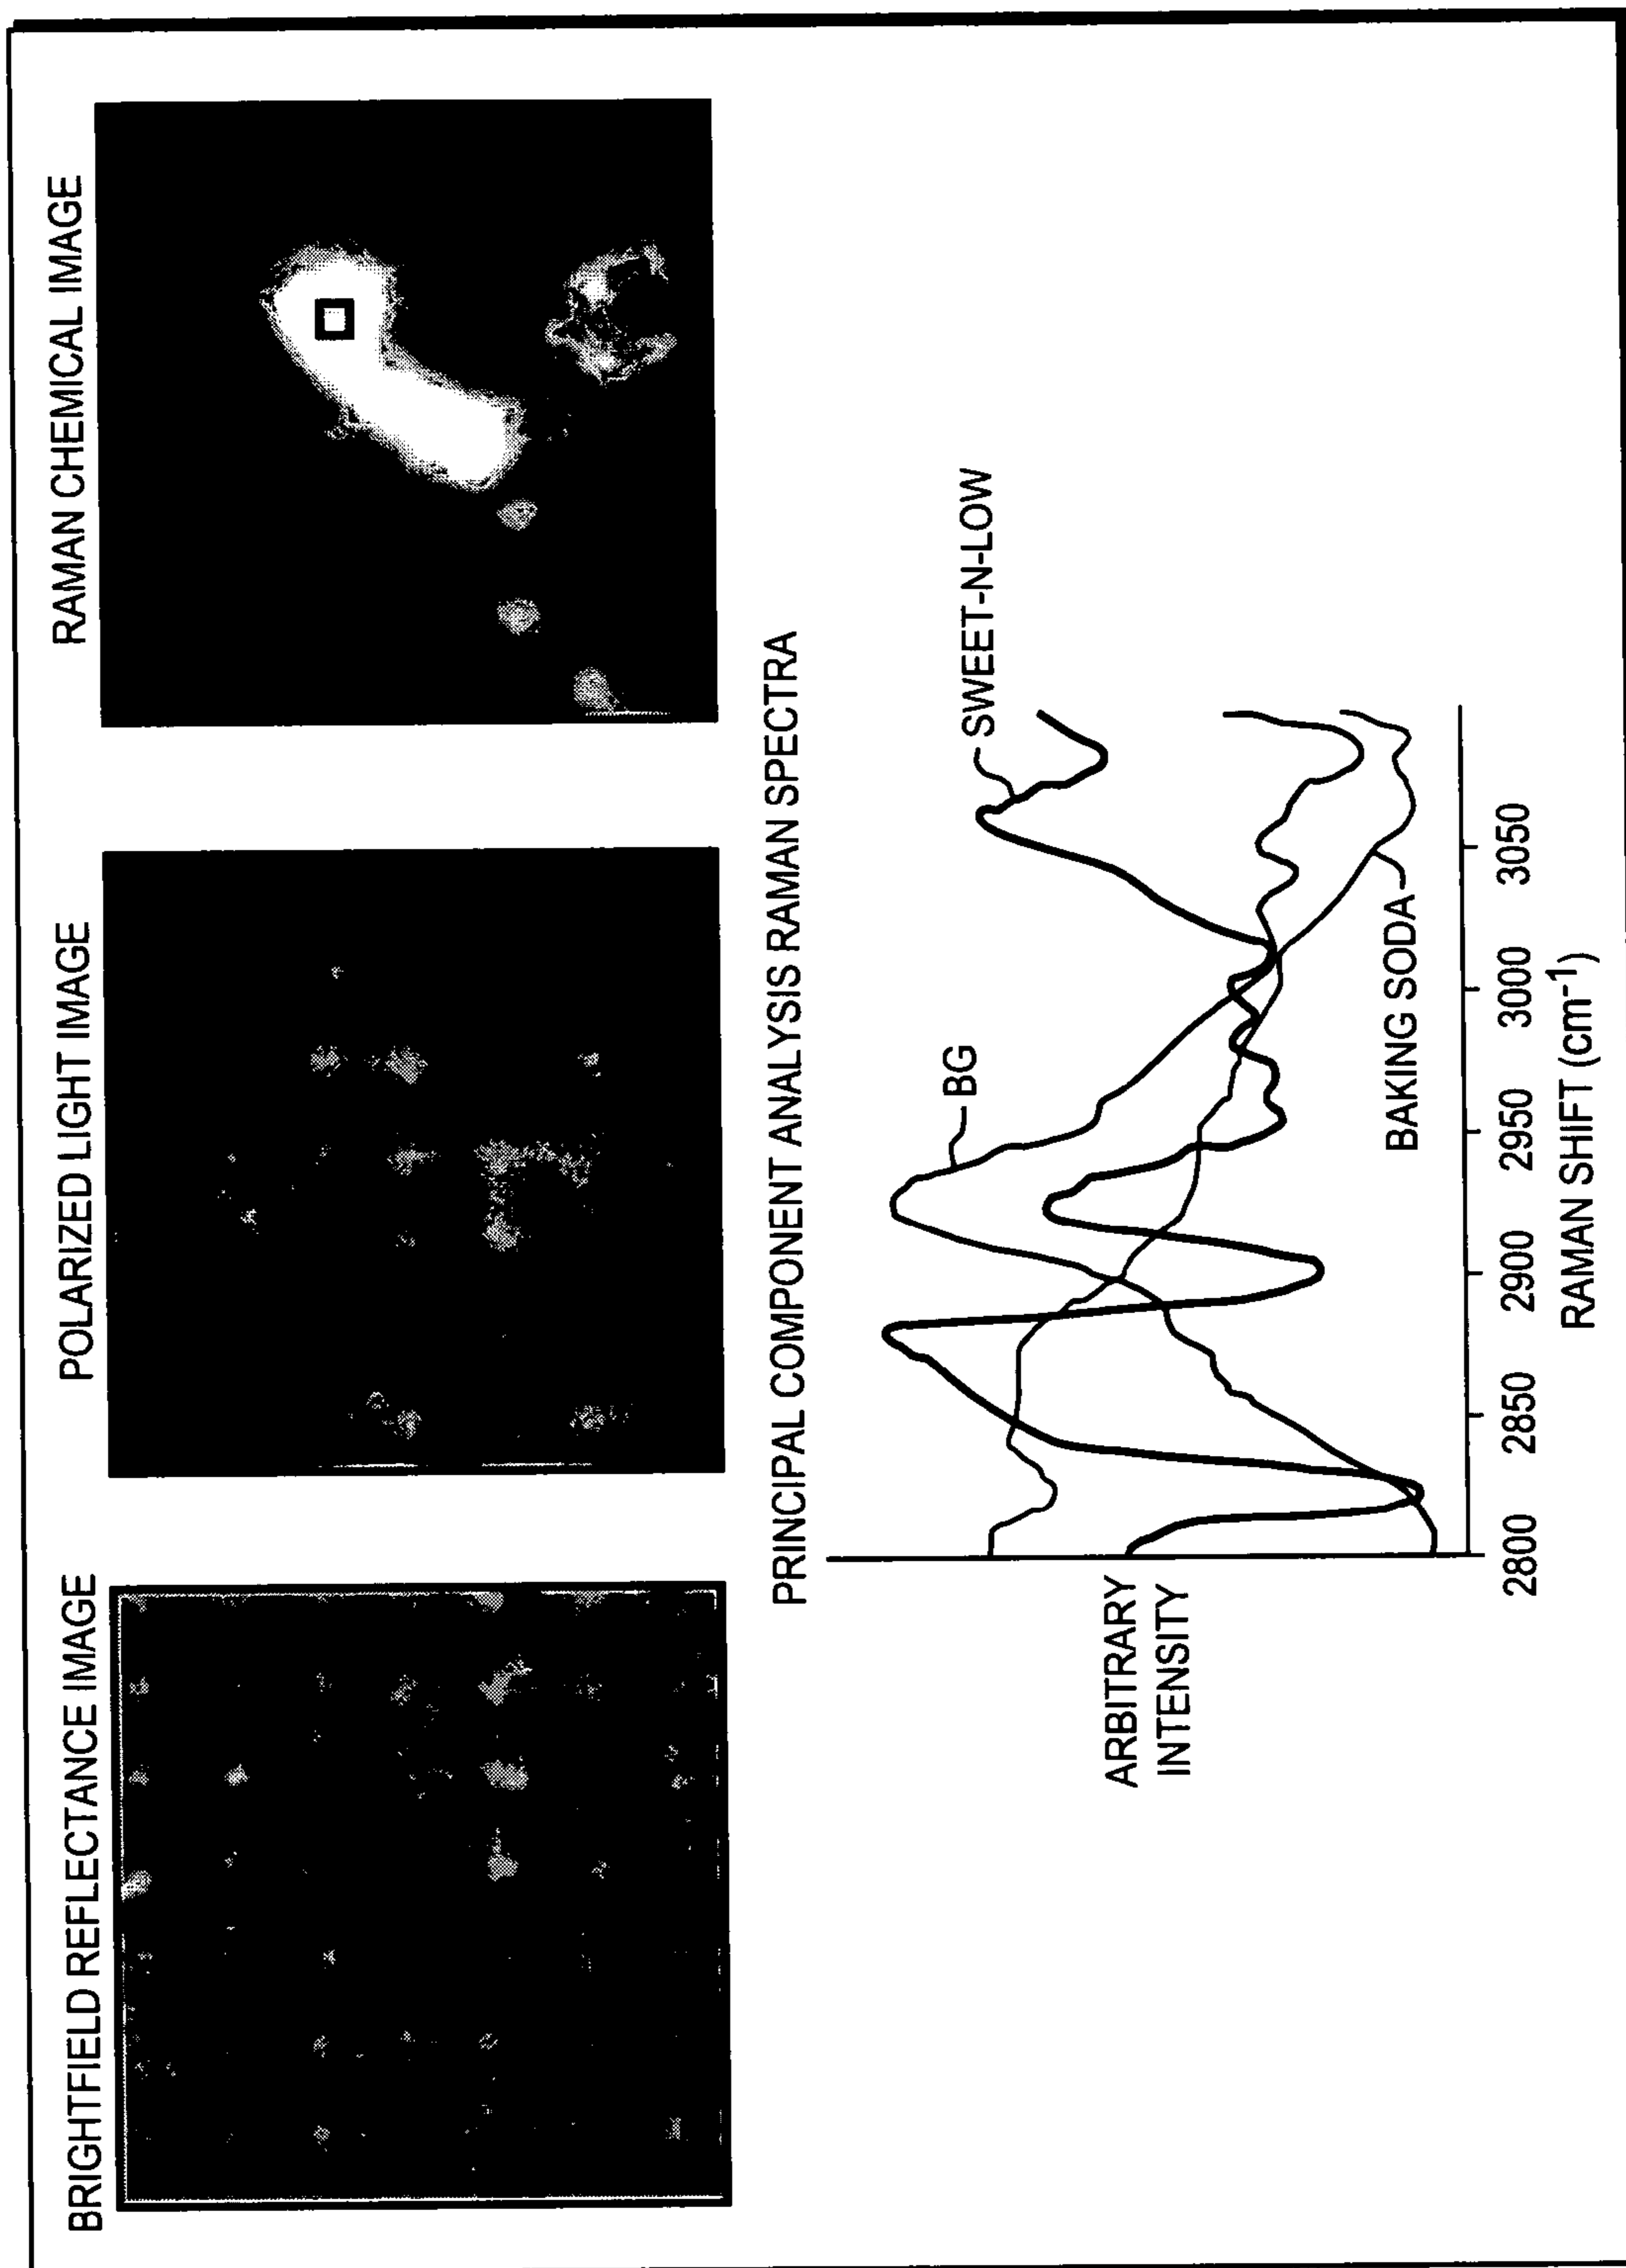 BRIGHTFIELD REFLECTANCE IMAGE
POLARIZED LIGHT IMAGE
RAMAN CHEMICAL IMAGE
PRINCIPAL COMPONENT ANALYSIS RAMAN SPECTRA
BG
SWEET-N-LOW
ARBITRARY
INTENSITY
BAKING SODA
2800 2850 2900 2950 3000 3050
RAMAN SHIFT (cm-1)